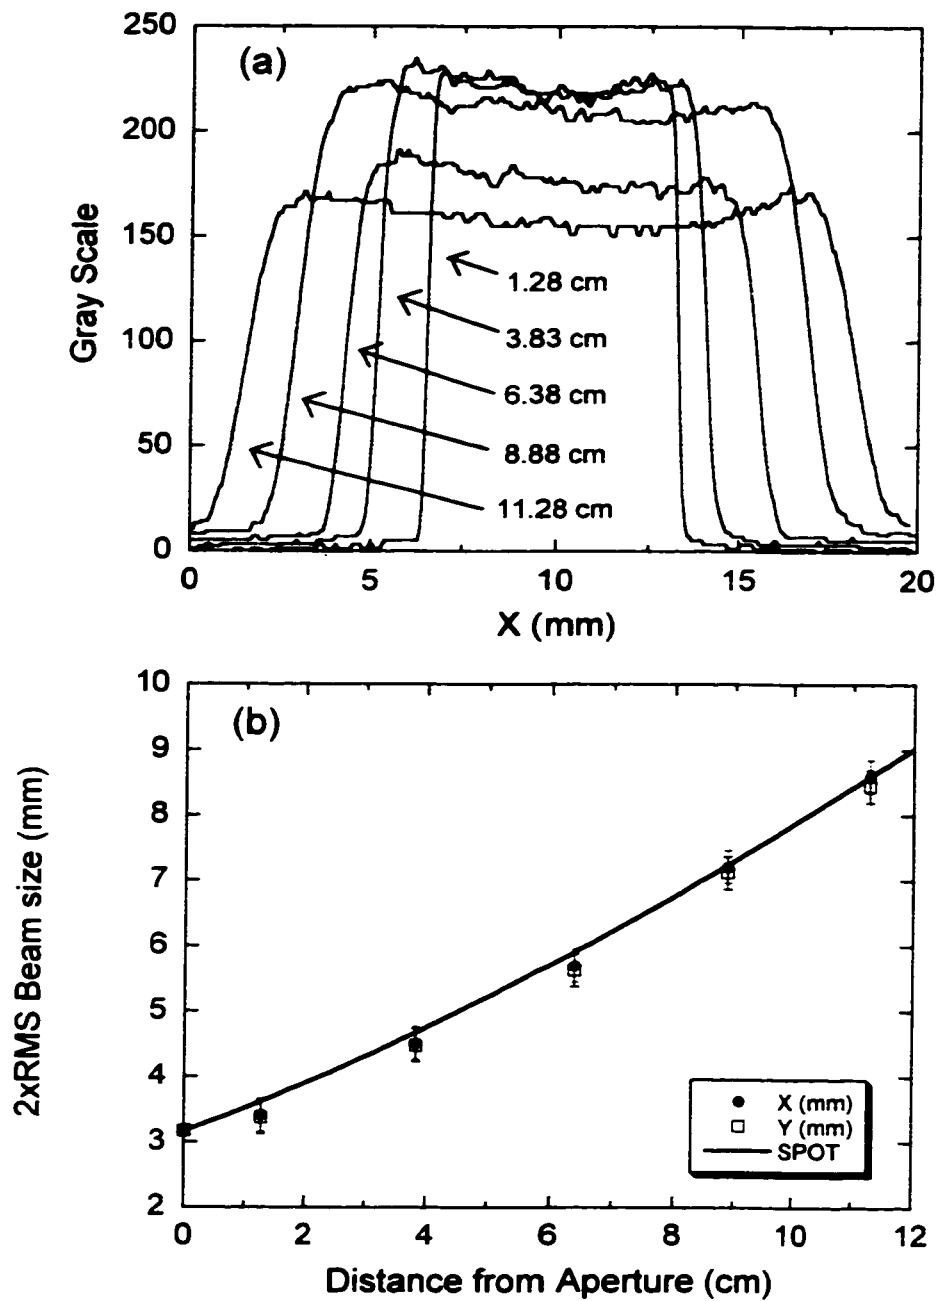 250
(a)
200
150
100
50
0
Gray Scale
1.28 cm
3.83 cm
6.38 cm
8.88 cm
11.28 cm
0 5 10 15 20
X (mm)
10
(b)
9
8
7
6
5
4
3
2
2xRMS Beam size (mm)
X (mm)
Y (mm)
SPOT
0 2 4 6 8 10 12
Distance from Aperture (cm)